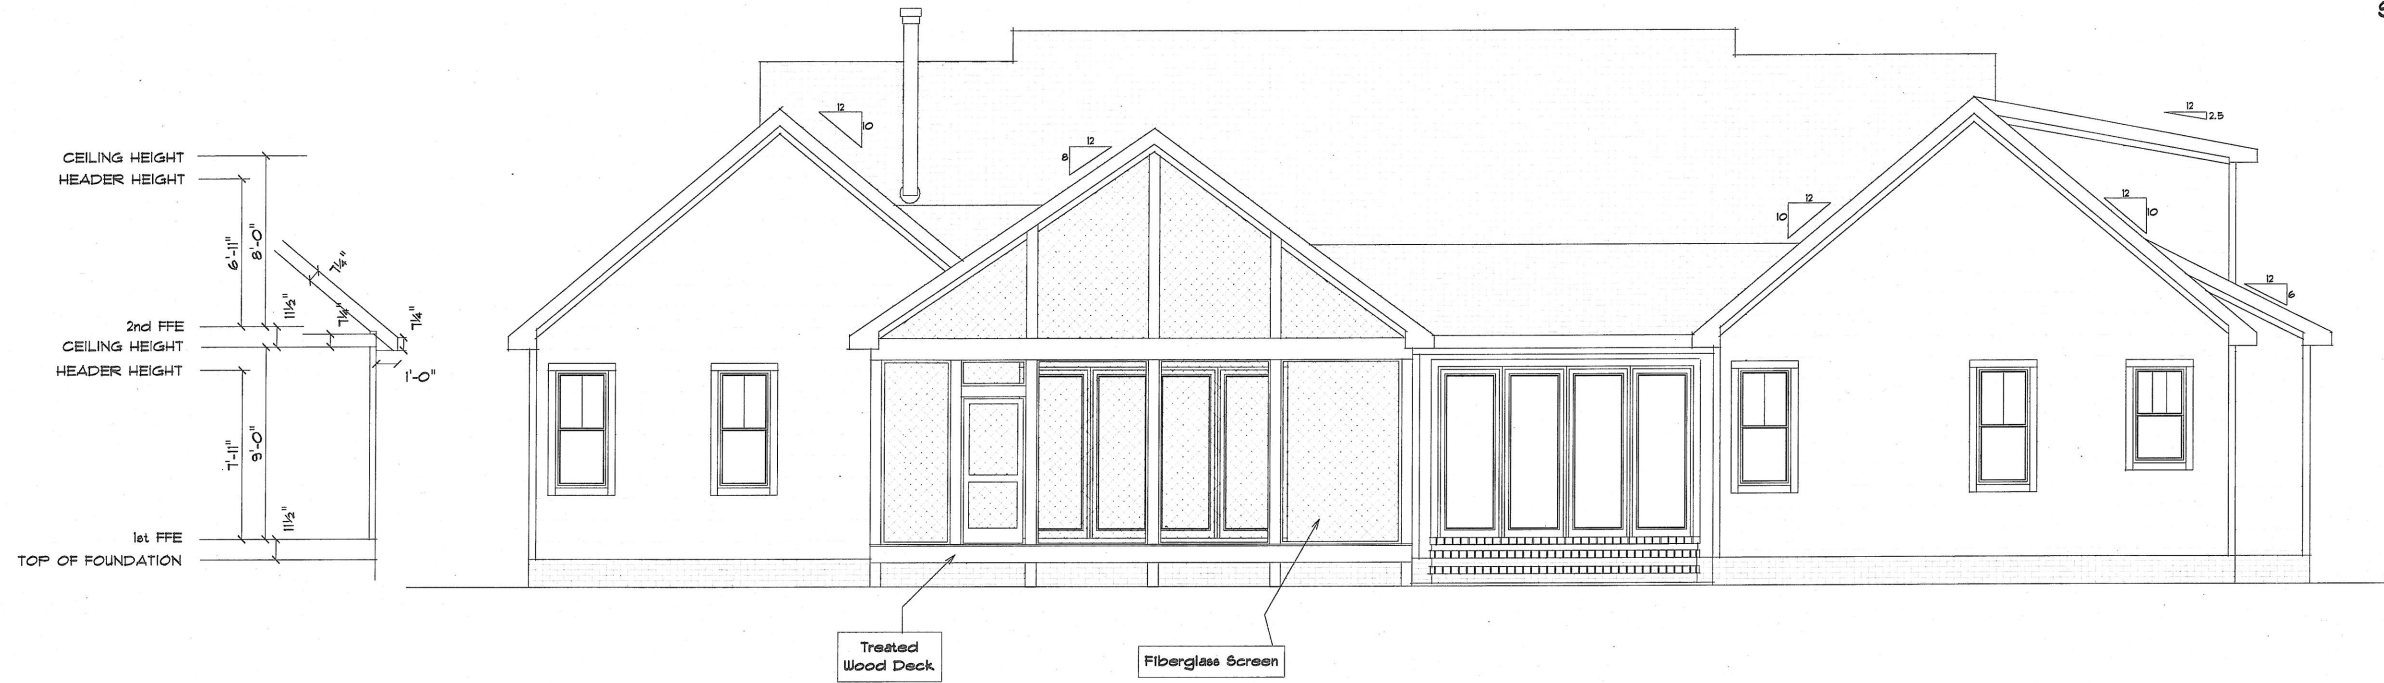 12
10
12
8
12
2.5
12
10
12
10
12
6
CEILING HEIGHT
HEADER HEIGHT
6'-11"
8'-0"
7¼"
11½"
7¼"
7¼"
2nd FFE
CEILING HEIGHT
HEADER HEIGHT
1'-0"
7'-11"
9'-0"
11½"
1st FFE
TOP OF FOUNDATION
Treated
Wood Deck
Fiberglass Screen